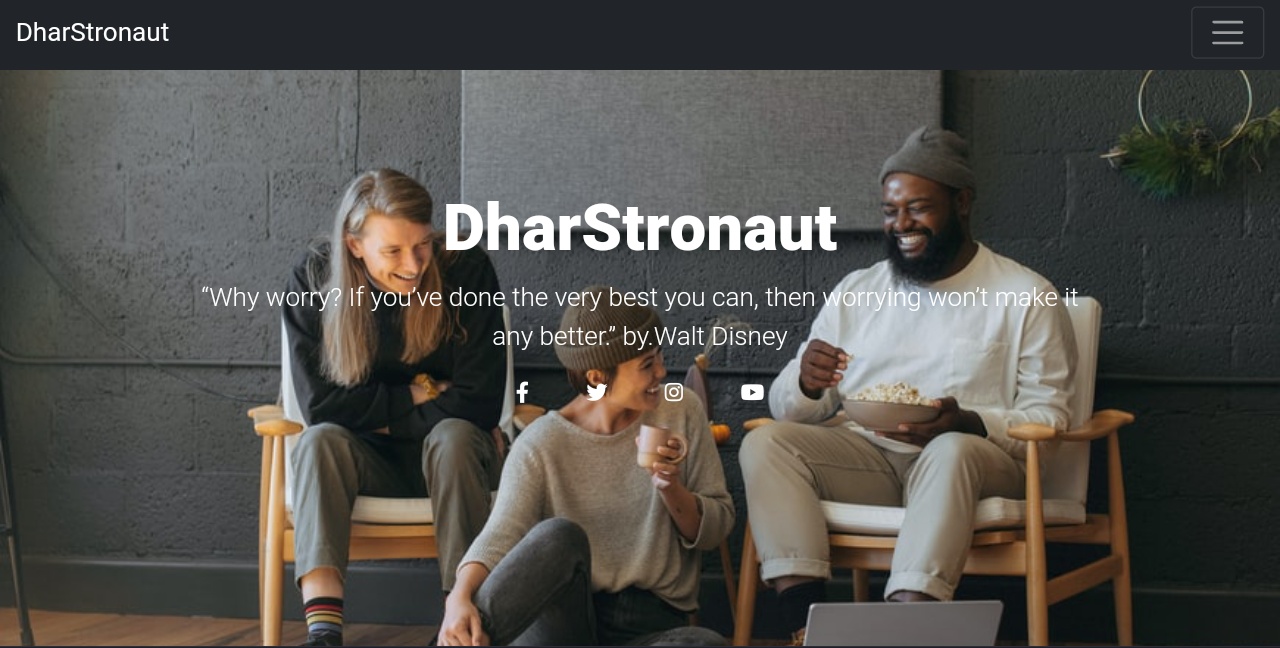 DharStronaut
DharStronaut
“Why worry? If you’ve done the very best you can, then worrying won’t make it
any better.” by.Walt Disney